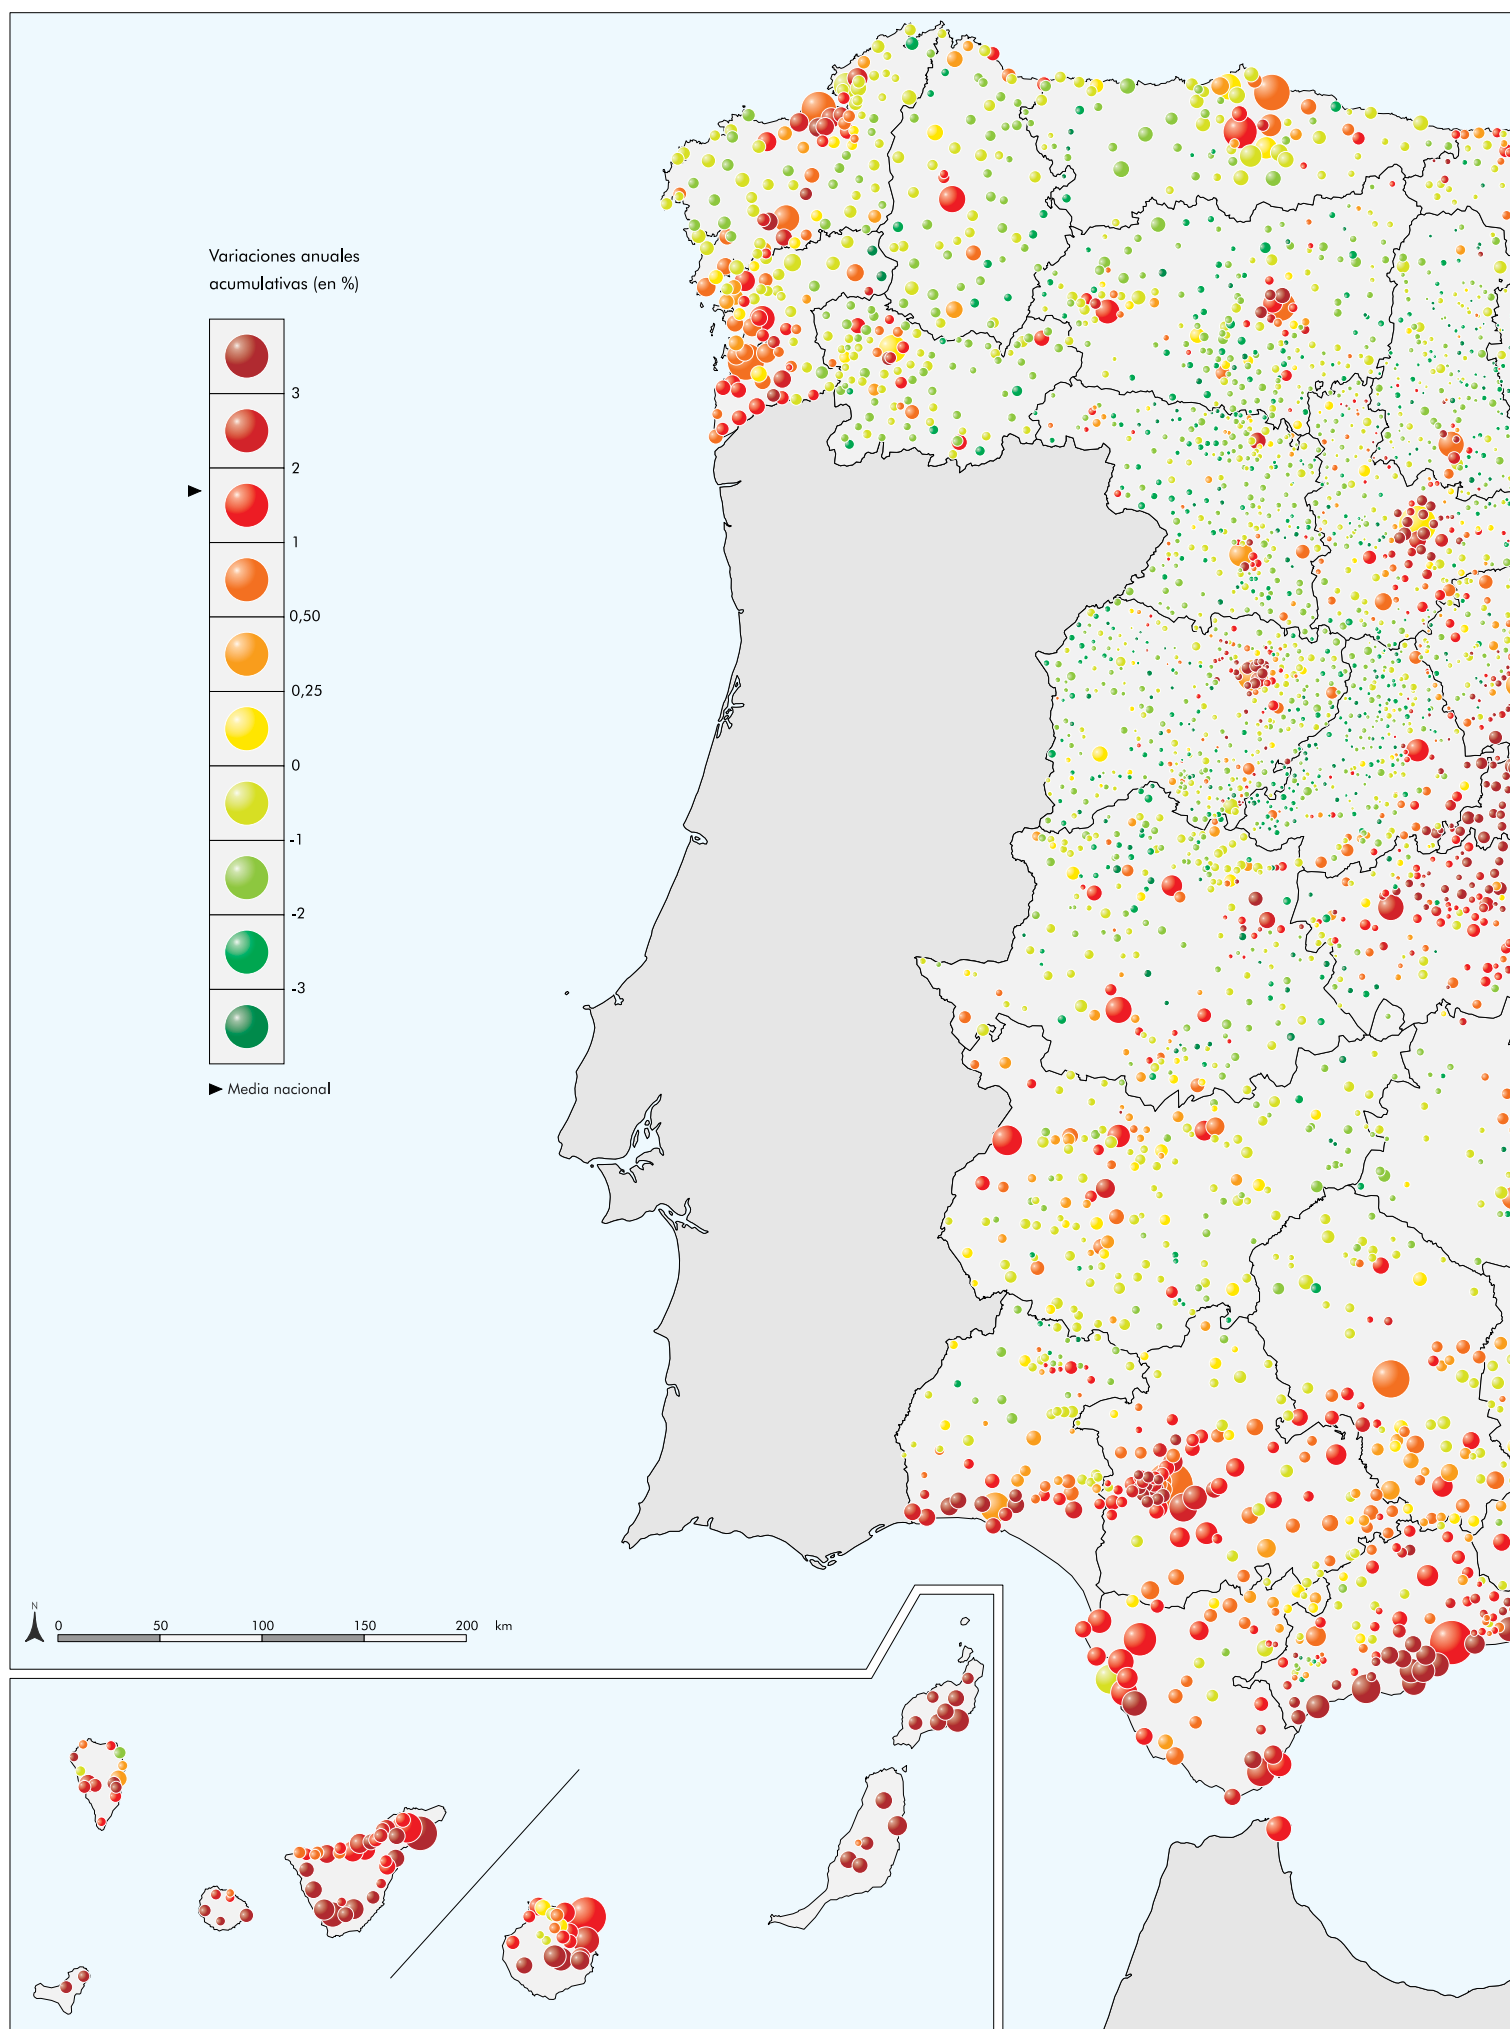 Variaciones anuales
acumulativas (en %)
3
2
1
0,50
0,25
0
-1
-2
-3
Media nacional
N
0 50 100 150 200 km